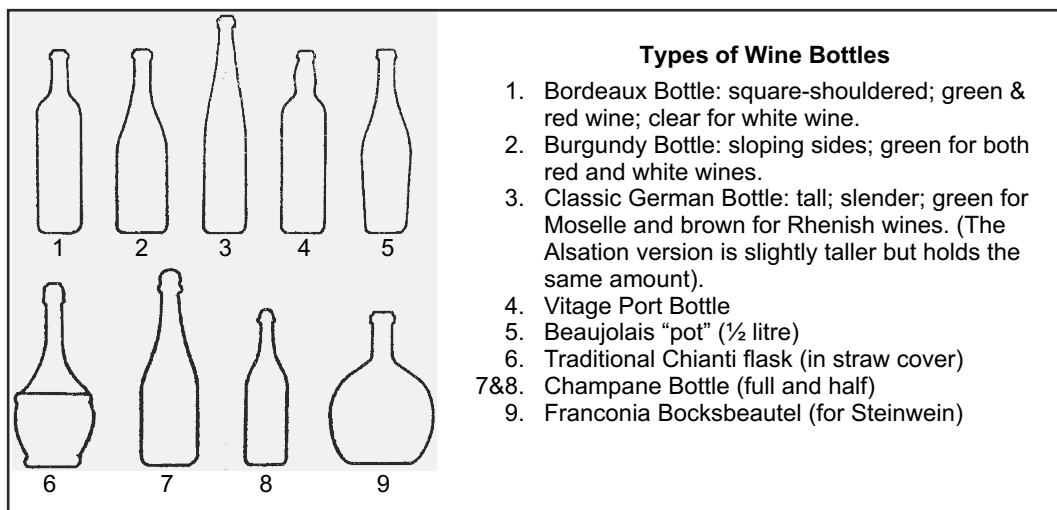 Types of Wine Bottles
1. Bordeaux Bottle: square-shouldered; green &
red wine; clear for white wine.
2. Burgundy Bottle: sloping sides; green for both
red and white wines.
3. Classic German Bottle: tall; slender; green for
Moselle and brown for Rhenish wines. (The
Alsation version is slightly taller but holds the
same amount).
4. Vitage Port Bottle
5. Beaujolais “pot” (½ litre)
6. Traditional Chianti flask (in straw cover)
7&8. Champane Bottle (full and half)
9. Franconia Bocksbeautel (for Steinwein)
1 2 3 4 5
6 7 8 9